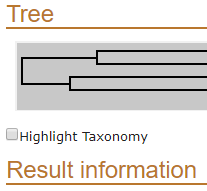 Tree
Highlight Taxonomy
Result information